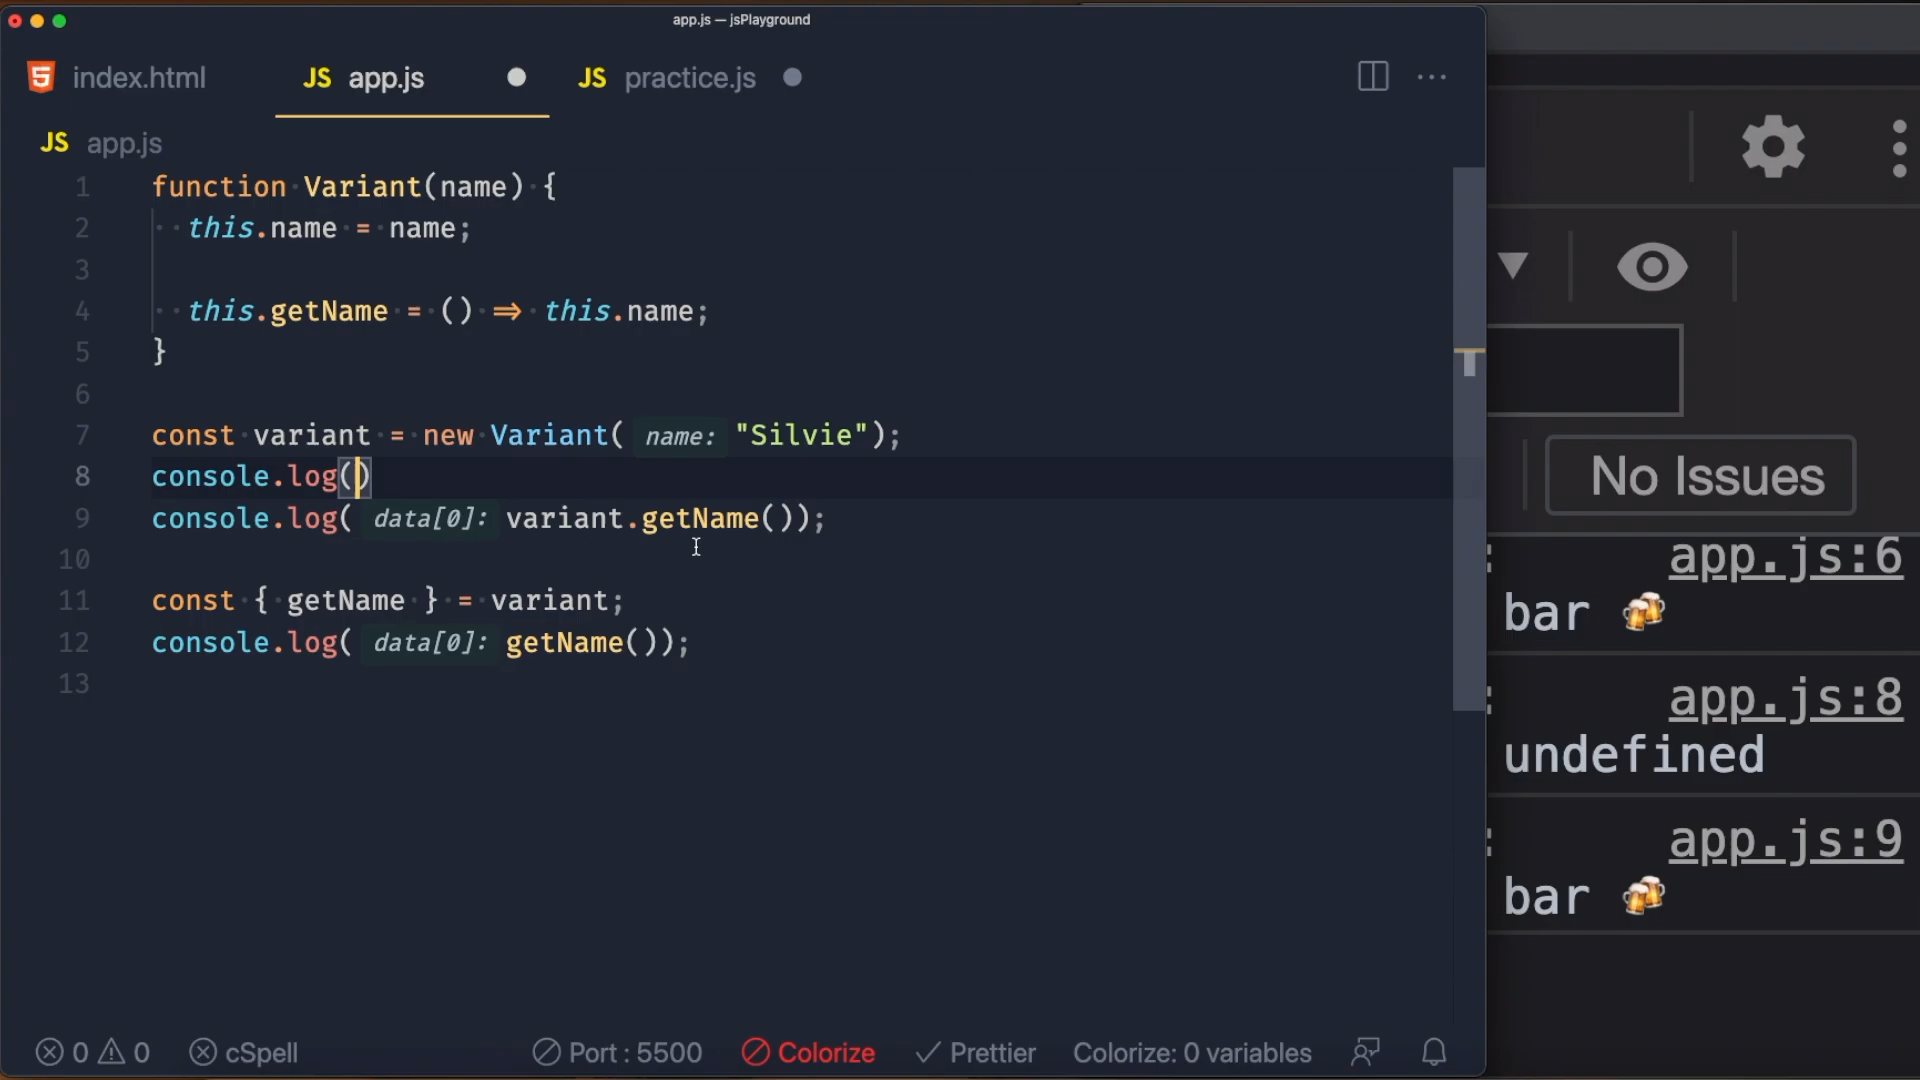 app.js — jsPlayground
index.html
JS app.js
JS practice.js
JS app.js
1 function Variant(name) {
2 this.name = name;
3
4 this.getName = () => this.name;
5 }
6
7 const variant = new Variant( name: "Silvie");
8 console.log()
9 console.log( data[0]: variant.getName());
10
11 const { getName } = variant;
12 console.log( data[0]: getName());
13
0 0 cSpell Port : 5500 Colorize Prettier Colorize: 0 variables
No Issues
: app.js:6
bar 🍻
: app.js:8
undefined
: app.js:9
bar 🍻